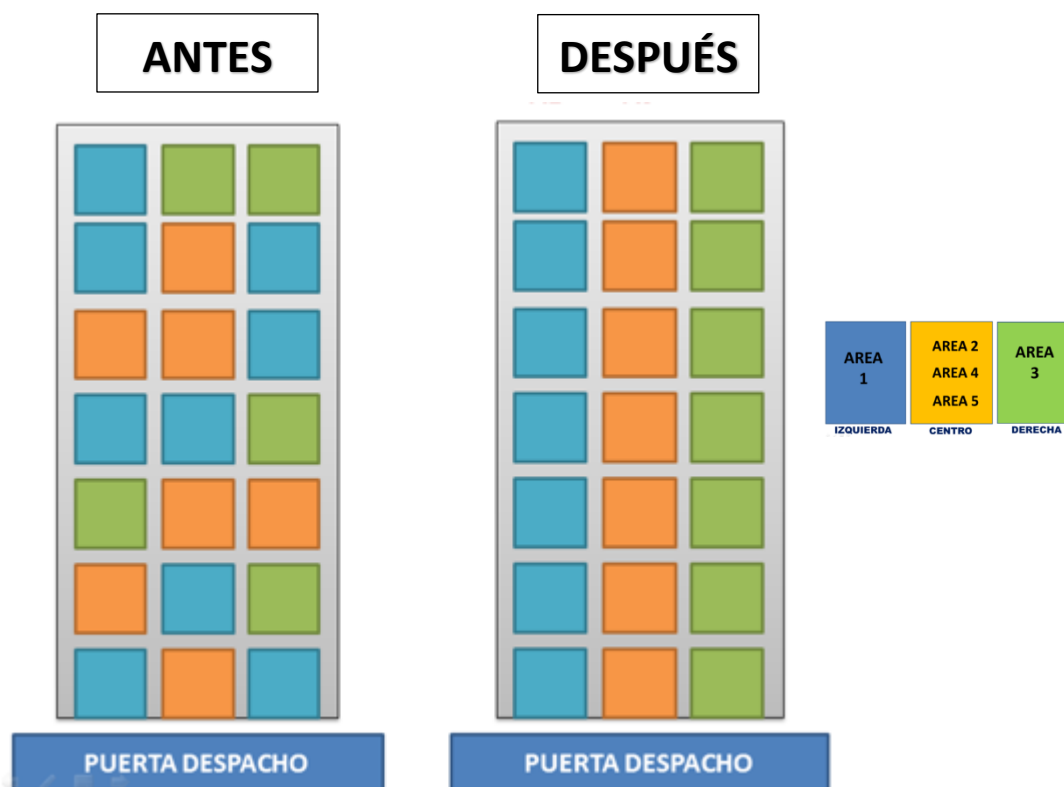 ANTES
DESPUÉS
AREA
1
AREA 2
AREA 4
AREA 5
AREA
3
IZQUIERDA
CENTRO
DERECHA
PUERTA DESPACHO
PUERTA DESPACHO